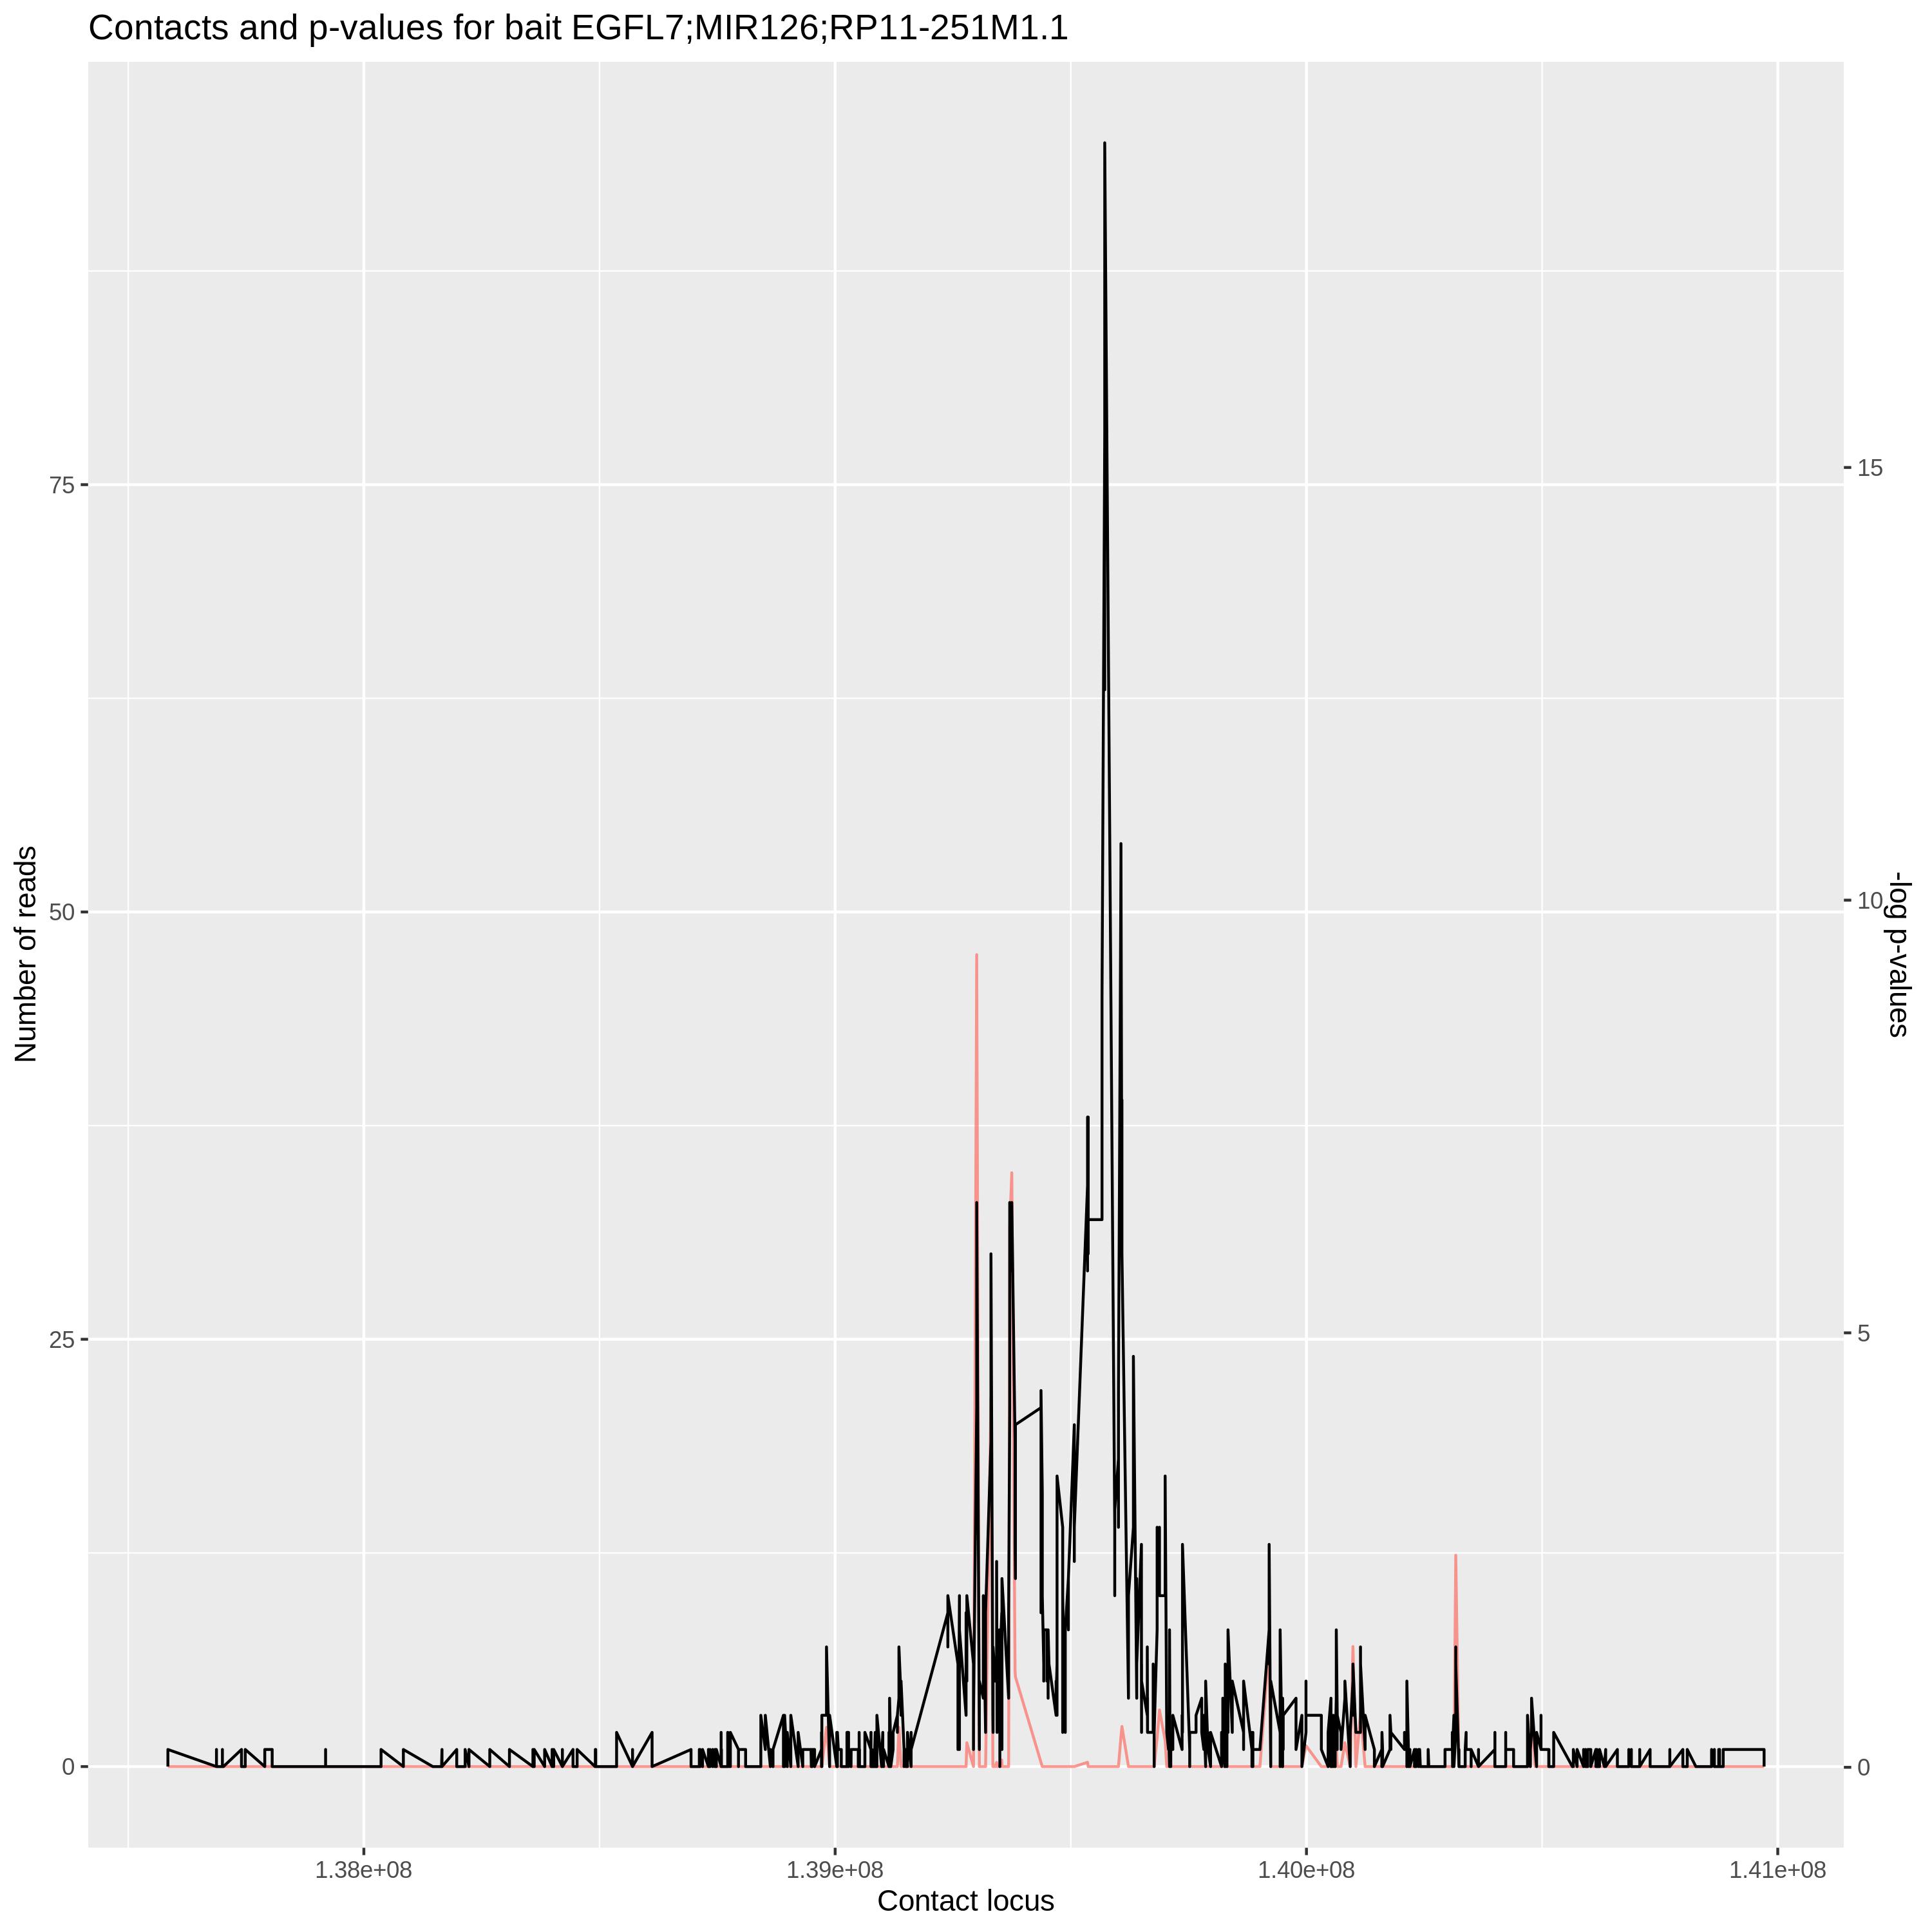 Contacts and p-values for bait EGFL7;MIR126;RP11-251M1.1
75
50
25
0
Number of reads
15
10
5
0
-log p-values
1.38e+08
1.39e+08
1.40e+08
1.41e+08
Contact locus